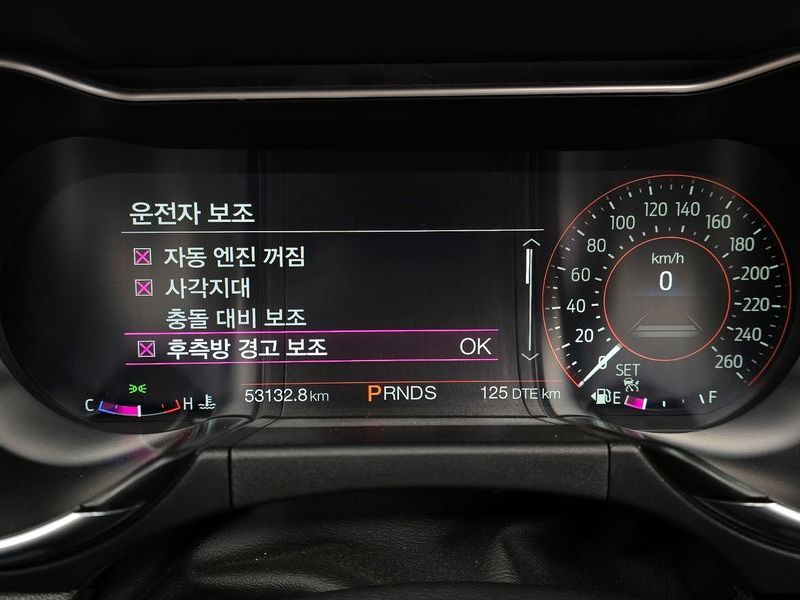 운전자 보조
자동 엔진 꺼짐
사각지대
충돌 대비 보조
후측방 경고 보조 OK
C H
53132.8 km
PRNDS
125 DTE km
0 20 40 60 80 100 120 140 160 180 200 220 240 260
km/h
0
SET
E F